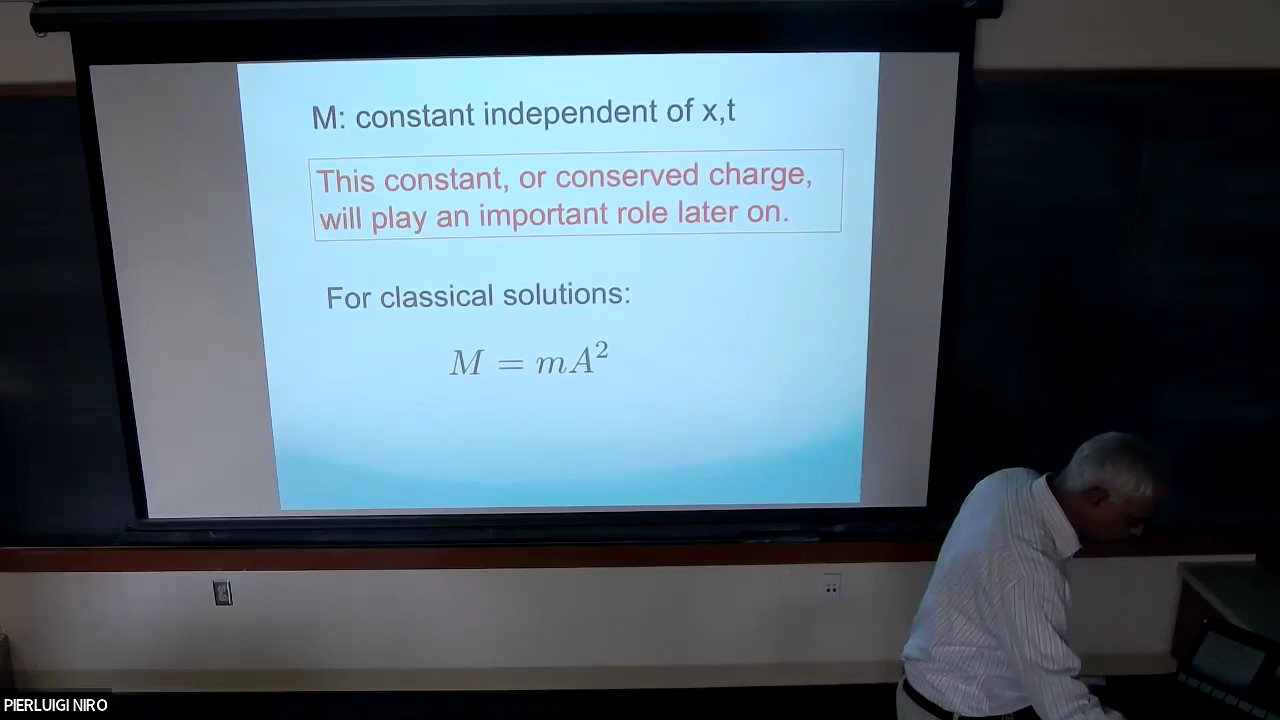 M: constant independent of x,t
This constant, or conserved charge,
will play an important role later on.
For classical solutions:
M = mA²
PIERLUIGI NIRO